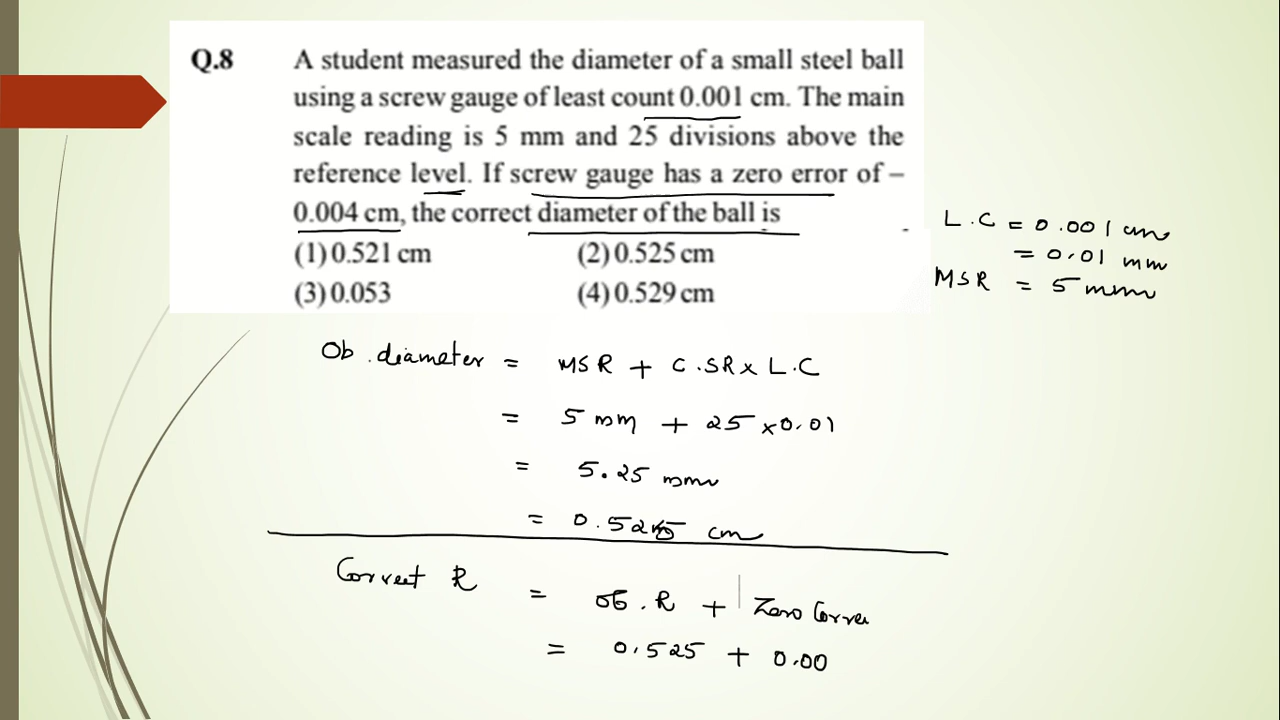 Q.8 A student measured the diameter of a small steel ball
using a screw gauge of least count 0.001 cm. The main
scale reading is 5 mm and 25 divisions above the
reference level. If screw gauge has a zero error of –
0.004 cm, the correct diameter of the ball is
(1) 0.521 cm (2) 0.525 cm
(3) 0.053 (4) 0.529 cm
L.C = 0.001 cm
= 0.01 mm
MSR = 5 mm
Ob. diameter = MSR + C.SR x L.C
= 5 mm + 25 x 0.01
= 5.25 mm
= 0.525 cm
Correct R = ob. R + Zero Corre
= 0.525 + 0.00